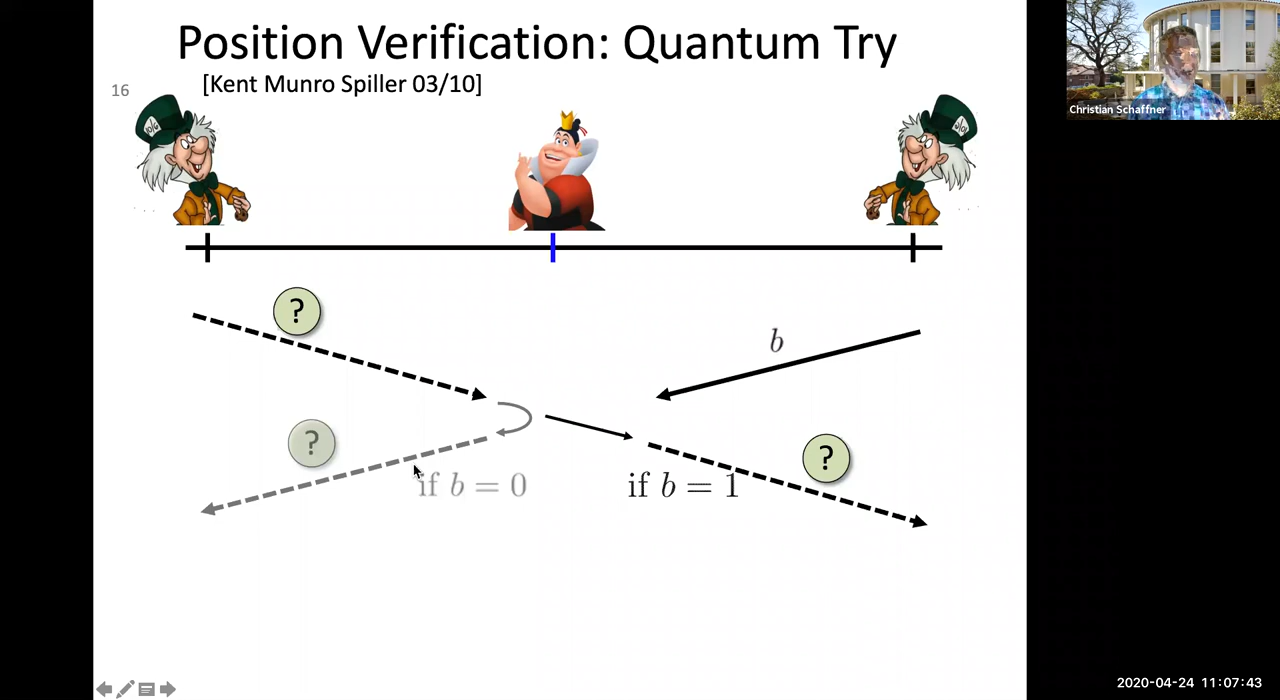 Position Verification: Quantum Try
16
[Kent Munro Spiller 03/10]
Christian Schaffner
?
b
?
?
if b = 0
if b = 1
2020-04-24 11:07:43